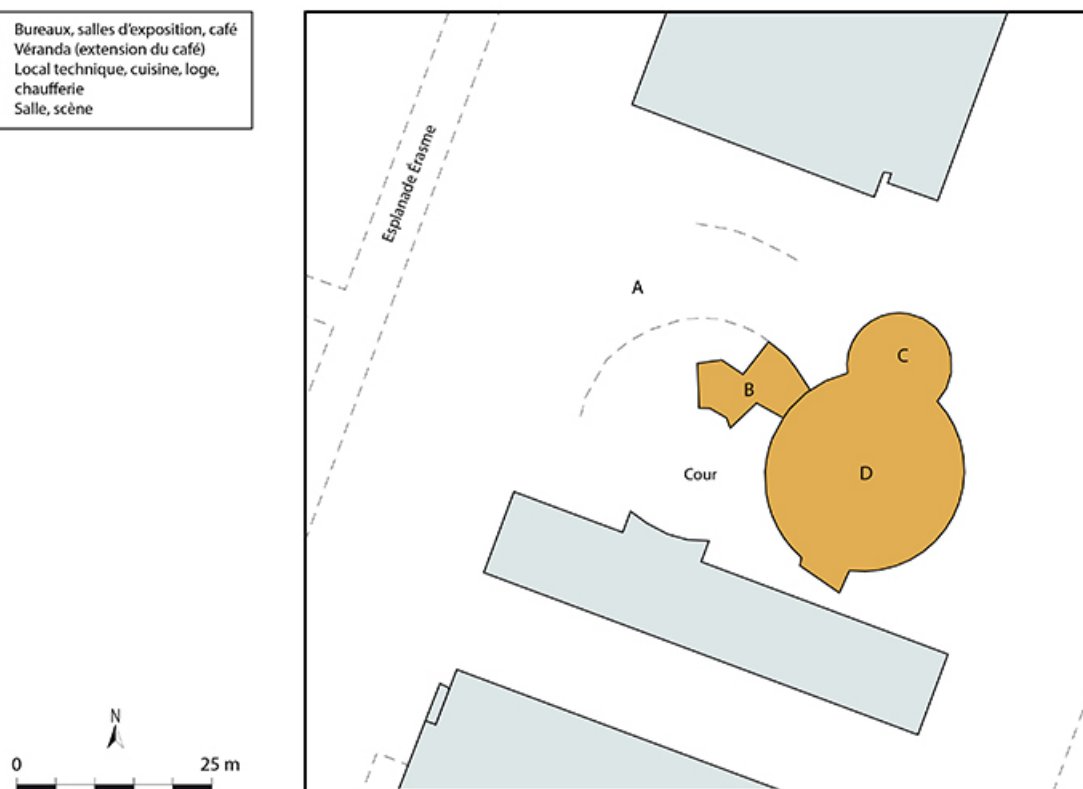 Bureaux, salles d'exposition, café
Véranda (extension du café)
Local technique, cuisine, loge,
chaufferie
Salle, scène
Esplanade Érasme
A
C
B
D
Cour
N
0 25 m